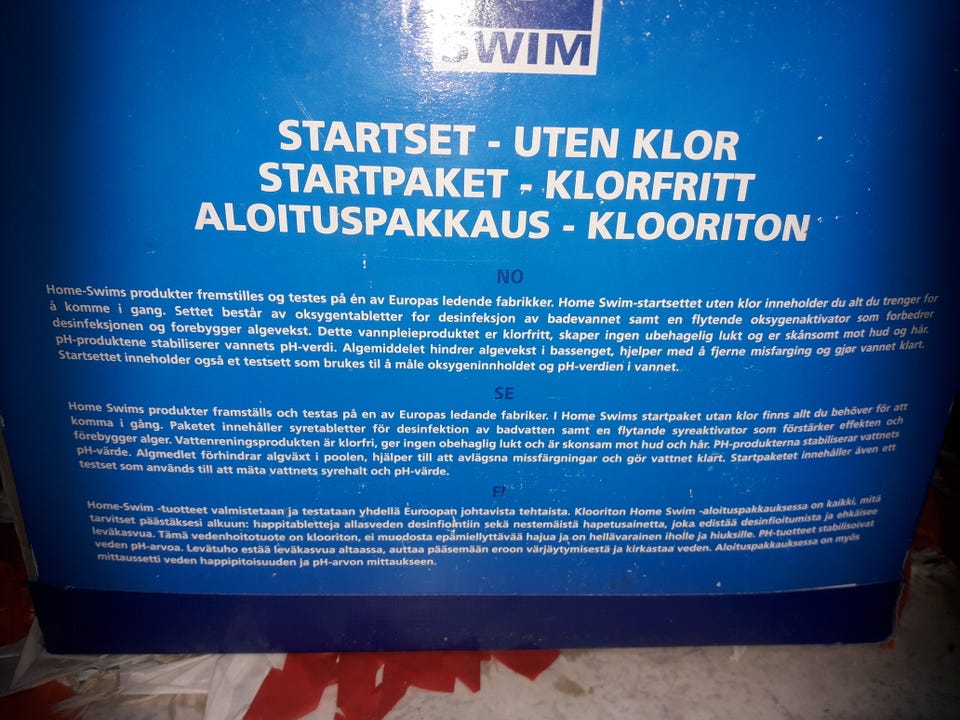 SWIM
STARTSET - UTEN KLOR
STARTPAKET - KLORFRITT
ALOITUSPAKKAUS - KLOORITON
NO
Home-Swims produkter fremstilles og testes på én av Europas ledende fabrikker. Home Swim-startsettet uten klor inneholder du alt du trenger for
å komme i gang. Settet består av oksygentabletter for desinfeksjon av badevannet samt en flytende oksygenaktivator som forbedrer
desinfeksjonen og forebygger algevekst. Dette vannpleieproduktet er klorfritt, skaper ingen ubehagelig lukt og er skånsomt mot hud og hår.
pH-produktene stabiliserer vannets pH-verdi. Algemiddelet hindrer algevekst i bassenget, hjelper med å fjerne misfarging og gjør vannet klart.
Startsettet inneholder også et testsett som brukes til å måle oksygeninnholdet og pH-verdien i vannet.
SE
Home Swims produkter framställs och testas på en av Europas ledande fabriker. I Home Swims startpaket utan klor finns allt du behöver för att
komma i gång. Paketet innehåller syretabletter för desinfektion av badvatten samt en flytande syreaktivator som förstärker effekten och
förebygger alger. Vattenreningsprodukten är klorfri, ger ingen obehaglig lukt och är skonsam mot hud och hår. PH-produkterna stabiliserar vattnets
pH-värde. Algmedlet förhindrar algväxt i poolen, hjälper till att avlägsna missfärgningar och gör vattnet klart. Startpaketet innehåller även ett
testset som används till att mäta vattnets syrehalt och pH-värde.
FI
Home-Swim -tuotteet valmistetaan ja testataan yhdellä Euroopan johtavista tehtaista. Klooriton Home Swim -aloituspakkauksessa on kaikki, mitä
tarvitset päästäksesi alkuun: happitabletteja allasveden desinfiointiin sekä nestemäistä hapetusainetta, joka edistää desinfioitumista ja ehkäisee
leväkasvua. Tämä vedenhoitotuote on klooriton, ei muodosta epämiellyttävää hajua ja on hellävarainen iholle ja hiuksille. PH-tuotteet stabilisoivat
veden pH-arvoa. Levätuho estää leväkasvua altaassa, auttaa pääsemään eroon värjäytymisestä ja kirkastaa veden. Aloituspakkauksessa on myös
mittaussetti veden happipitoisuuden ja pH-arvon mittaukseen.